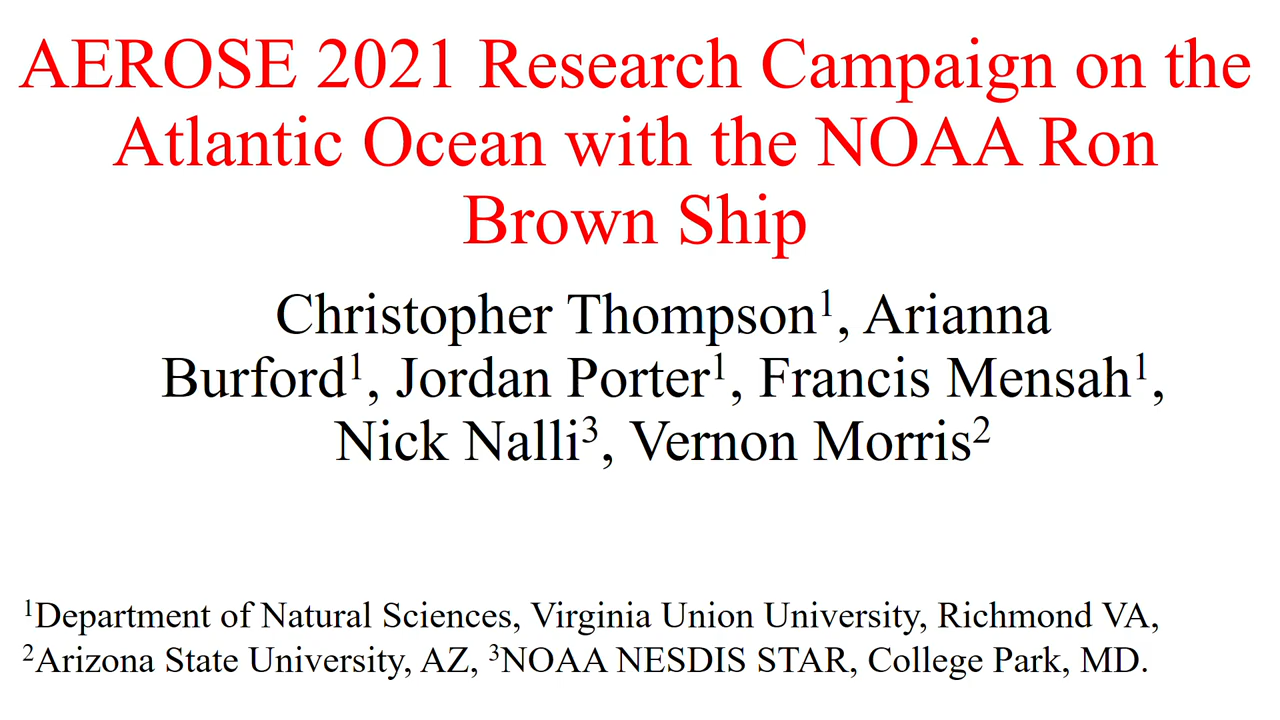 AEROSE 2021 Research Campaign on the
Atlantic Ocean with the NOAA Ron
Brown Ship
Christopher Thompson¹, Arianna
Burford¹, Jordan Porter¹, Francis Mensah¹,
Nick Nalli³, Vernon Morris²
¹Department of Natural Sciences, Virginia Union University, Richmond VA,
²Arizona State University, AZ, ³NOAA NESDIS STAR, College Park, MD.